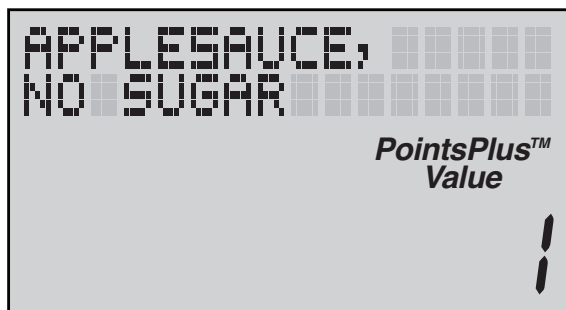 APPLESAUCE,
NO SUGAR
PointsPlus™
Value
1